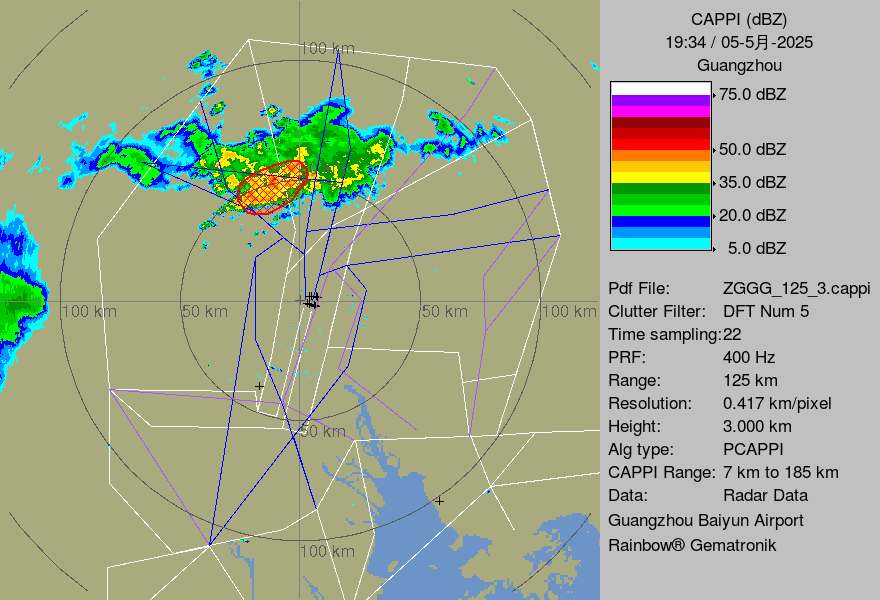 CAPPI (dBZ)
19:34 / 05-5月-2025
Guangzhou
75.0 dBZ
50.0 dBZ
35.0 dBZ
20.0 dBZ
5.0 dBZ
100 km
100 km
50 km
50 km
100 km
50 km
100 km
Pdf File: ZGGG_125_3.cappi
Clutter Filter: DFT Num 5
Time sampling:22
PRF: 400 Hz
Range: 125 km
Resolution: 0.417 km/pixel
Height: 3.000 km
Alg type: PCAPPI
CAPPI Range: 7 km to 185 km
Data: Radar Data
Guangzhou Baiyun Airport
Rainbow® Gematronik